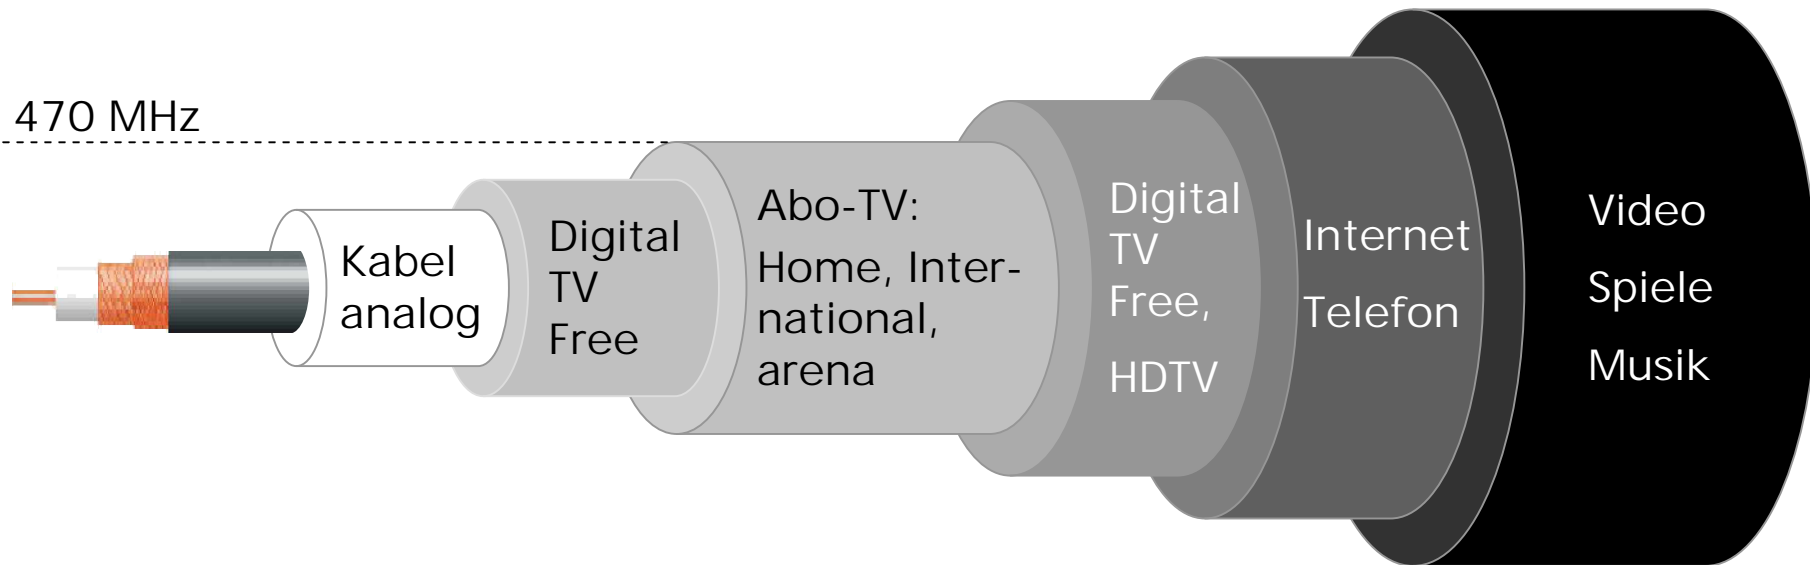 470 MHz
Kabel
analog
Digital
TV
Free
Abo-TV:
Home, Inter-
national,
arena
Digital
TV
Free,
HDTV
Internet
Telefon
Video
Spiele
Musik